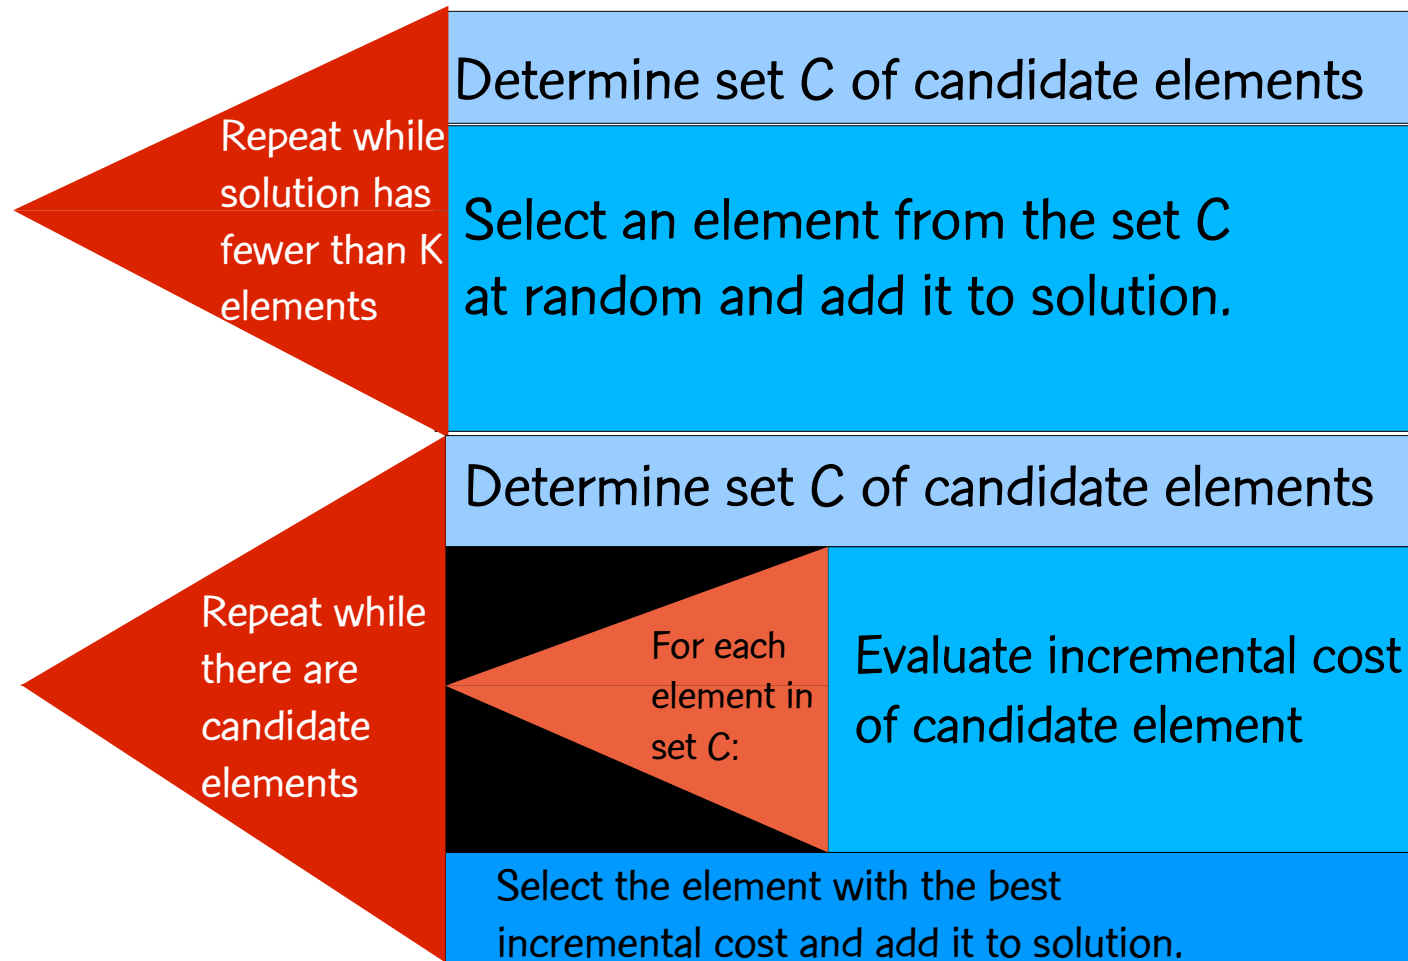 Determine set C of candidate elements
Repeat while
solution has
fewer than K
elements
Select an element from the set C
at random and add it to solution.
Determine set C of candidate elements
Repeat while
there are
candidate
elements
For each
element in
set C:
Evaluate incremental cost
of candidate element
Select the element with the best
incremental cost and add it to solution.